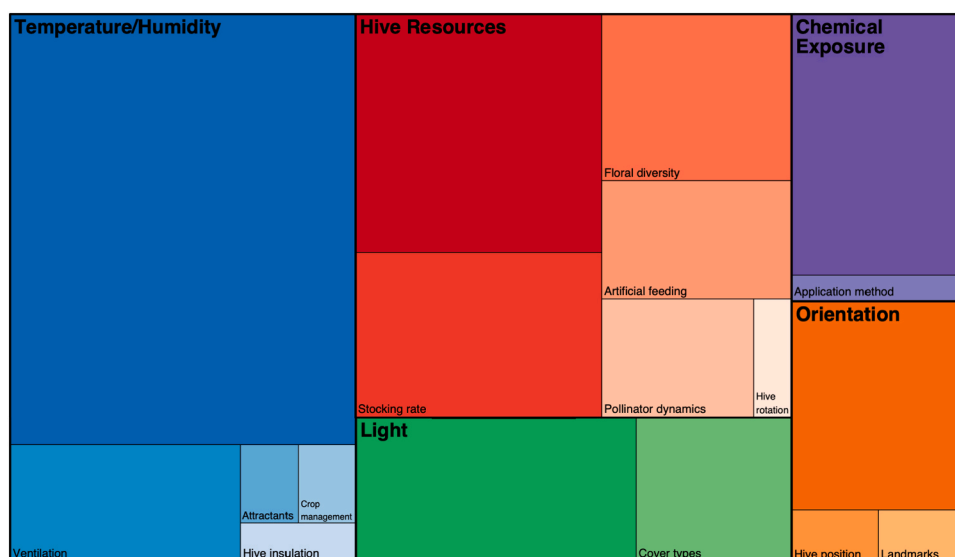 Temperature/Humidity
Ventilation
Attractants
Crop
management
Hive insulation
Hive Resources
Stocking rate
Floral diversity
Artificial feeding
Pollinator dynamics
Hive
rotation
Light
Cover types
Chemical
Exposure
Application method
Orientation
Hive position
Landmarks